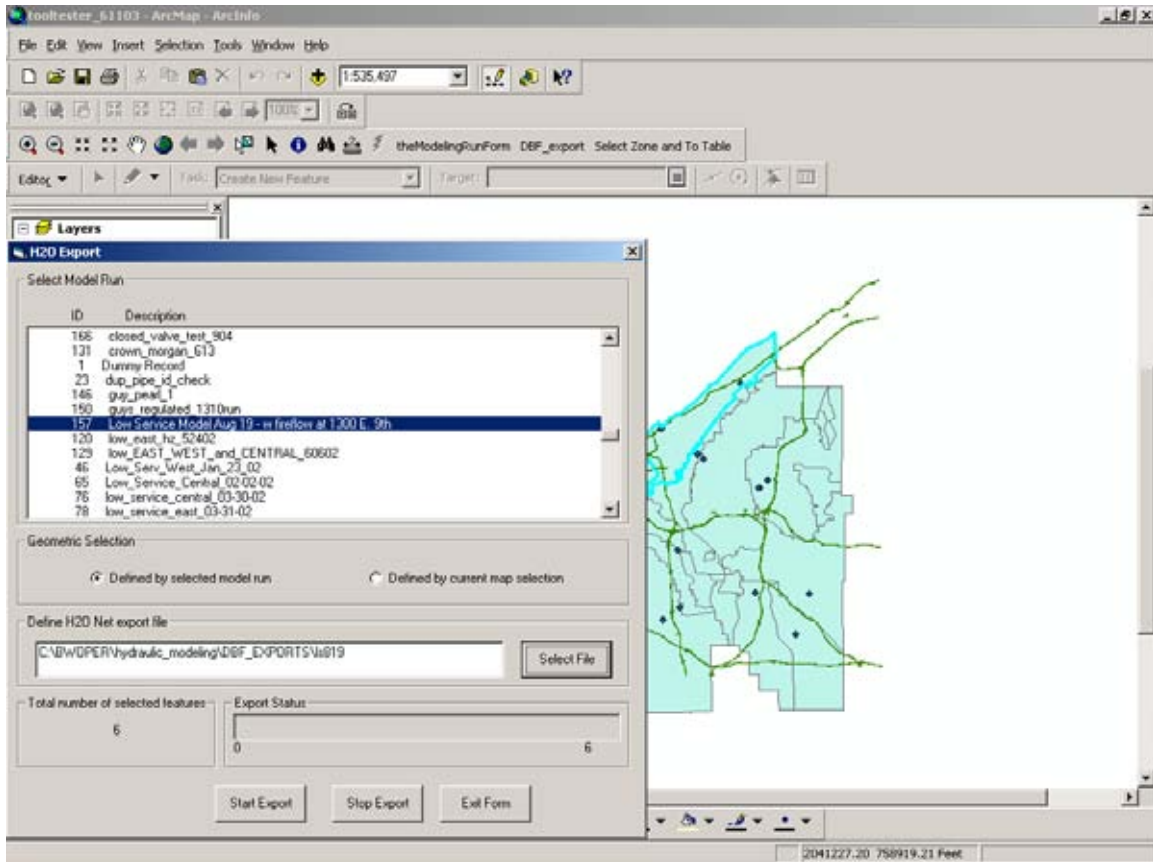 tooltester_61103 - ArcMap - ArcInfo
File Edit View Insert Selection Tools Window Help
1:535,497
100%
theModelingRunForm DBF_export Select Zone and To Table
Editor Task: Create New Feature Target:
Layers
H2O Export
Select Model Run
ID Description
166 closed_valve_test_904
131 crown_morgan_613
1 Dummy Record
23 dup_pipe_id_check
146 guy_pearl_1
150 guys_regulated_1310run
157 Low Service Model Aug 19 - w fireflow at 1300 E. 9th
120 low_east_hz_52402
129 low_EAST_WEST_and_CENTRAL_60602
46 Low_Serv_West_Jan_23_02
65 Low_Service_Central_02-02-02
76 low_service_central_03-30-02
78 low_service_east_03-31-02
Geometric Selection
Defined by selected model run Defined by current map selection
Define H2O Net export file
C:\BWOPER\hydraulic_modeling\DBF_EXPORTS\ls819
Select File
Total number of selected features Export Status
6
0 6
Start Export Stop Export Exit Form
2041227.20 758919.21 Feet